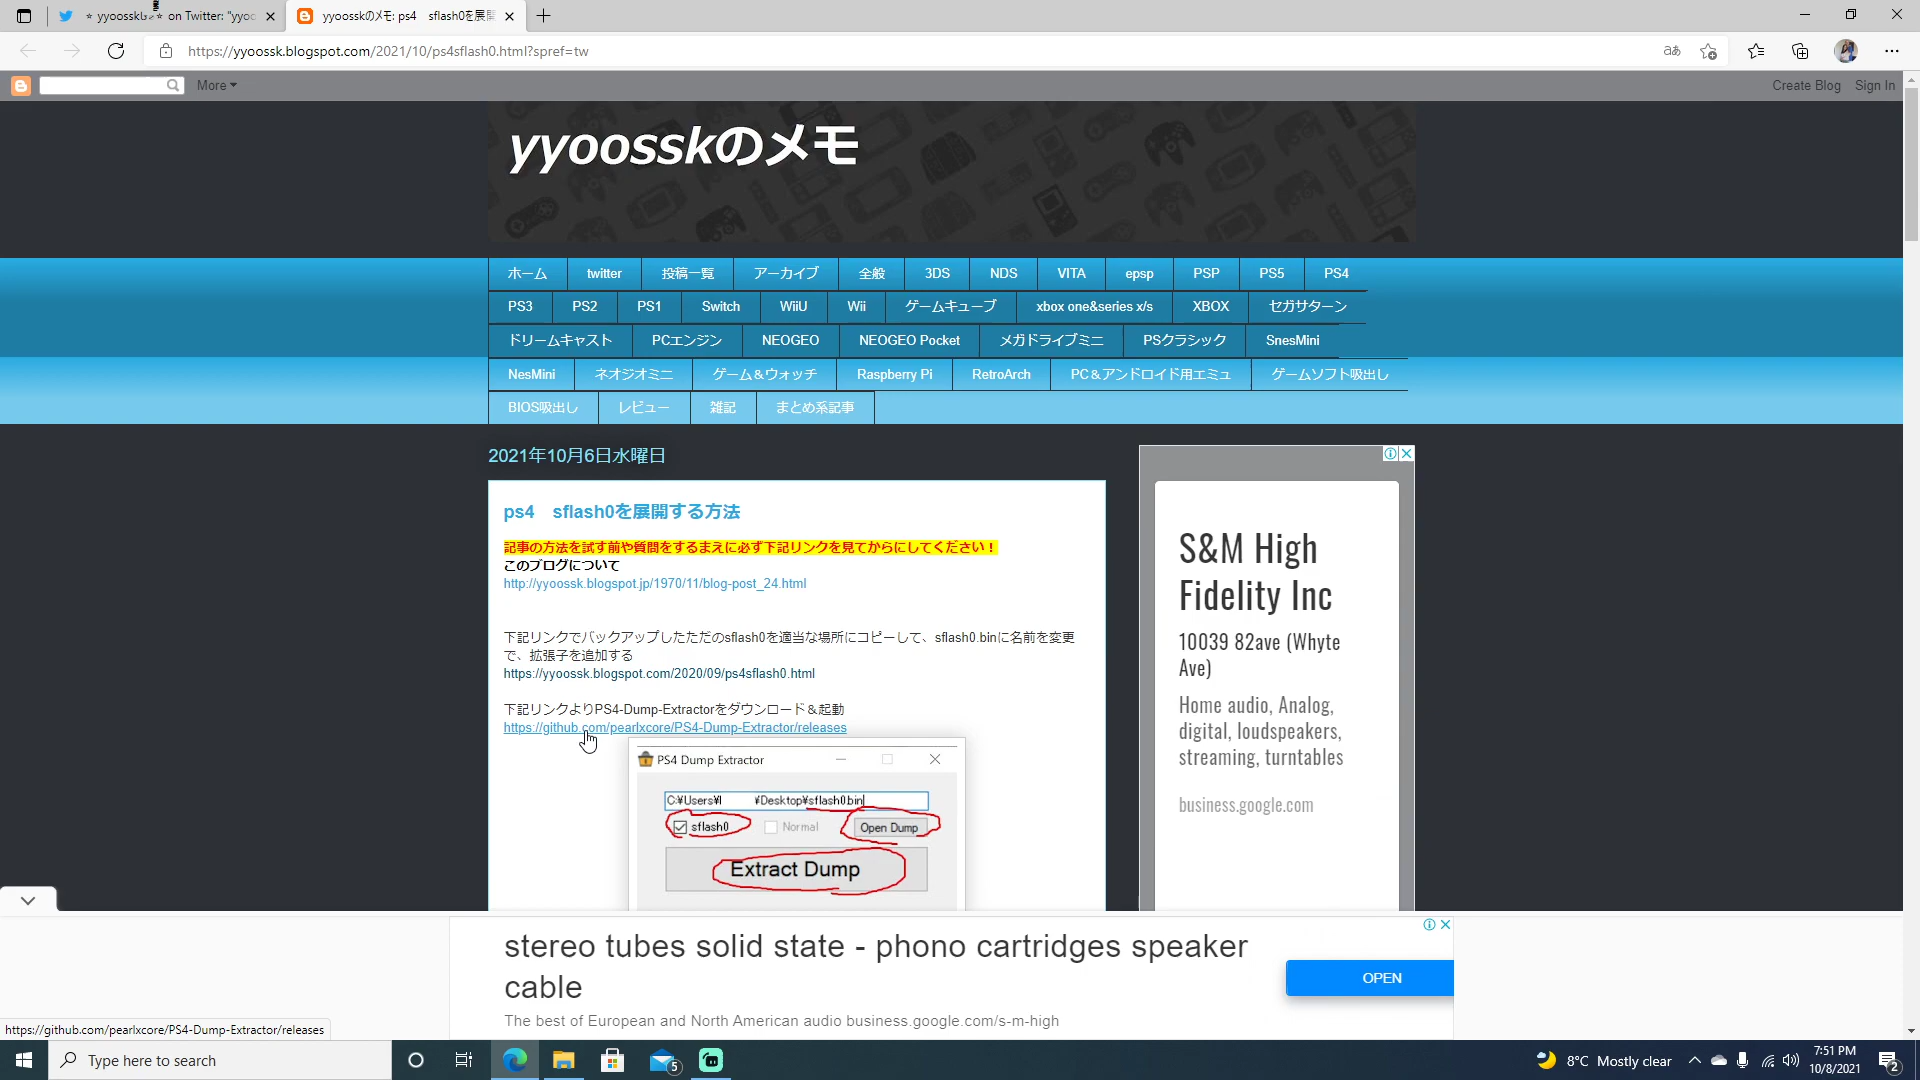 yyoossk on Twitter: "yyoo
yyoosskのメモ: ps4　sflash0を展開
https://yyoossk.blogspot.com/2021/10/ps4sflash0.html?spref=tw
More
Create Blog Sign In
yyoosskのメモ
ホーム twitter 投稿一覧 アーカイブ 全般 3DS NDS VITA epsp PSP PS5 PS4
PS3 PS2 PS1 Switch WiiU Wii ゲームキューブ xbox one&series x/s XBOX セガサターン
ドリームキャスト PCエンジン NEOGEO NEOGEO Pocket メガドライブミニ PSクラシック SnesMini
NesMini ネオジオミニ ゲーム＆ウォッチ Raspberry Pi RetroArch PC＆アンドロイド用エミュ ゲームソフト吸出し
BIOS吸出し レビュー 雑記 まとめ系記事
2021年10月6日水曜日
ps4　sflash0を展開する方法
記事の方法を試す前や質問をするまえに必ず下記リンクを見てからにしてください！
このブログについて
http://yyoossk.blogspot.jp/1970/11/blog-post_24.html
下記リンクでバックアップしたただのsflash0を適当な場所にコピーして、sflash0.binに名前を変更
で、拡張子を追加する
https://yyoossk.blogspot.com/2020/09/ps4sflash0.html
下記リンクよりPS4-Dump-Extractorをダウンロード＆起動
https://github.com/pearlxcore/PS4-Dump-Extractor/releases
PS4 Dump Extractor
C:¥Users¥I ¥Desktop¥sflash0.bin
sflash0 Normal Open Dump
Extract Dump
S&M High
Fidelity Inc
10039 82ave (Whyte
Ave)
Home audio, Analog,
digital, loudspeakers,
streaming, turntables
business.google.com
stereo tubes solid state - phono cartridges speaker
cable
The best of European and North American audio business.google.com/s-m-high
OPEN
https://github.com/pearlxcore/PS4-Dump-Extractor/releases
Type here to search
5
8°C Mostly clear
7:51 PM
10/8/2021
2